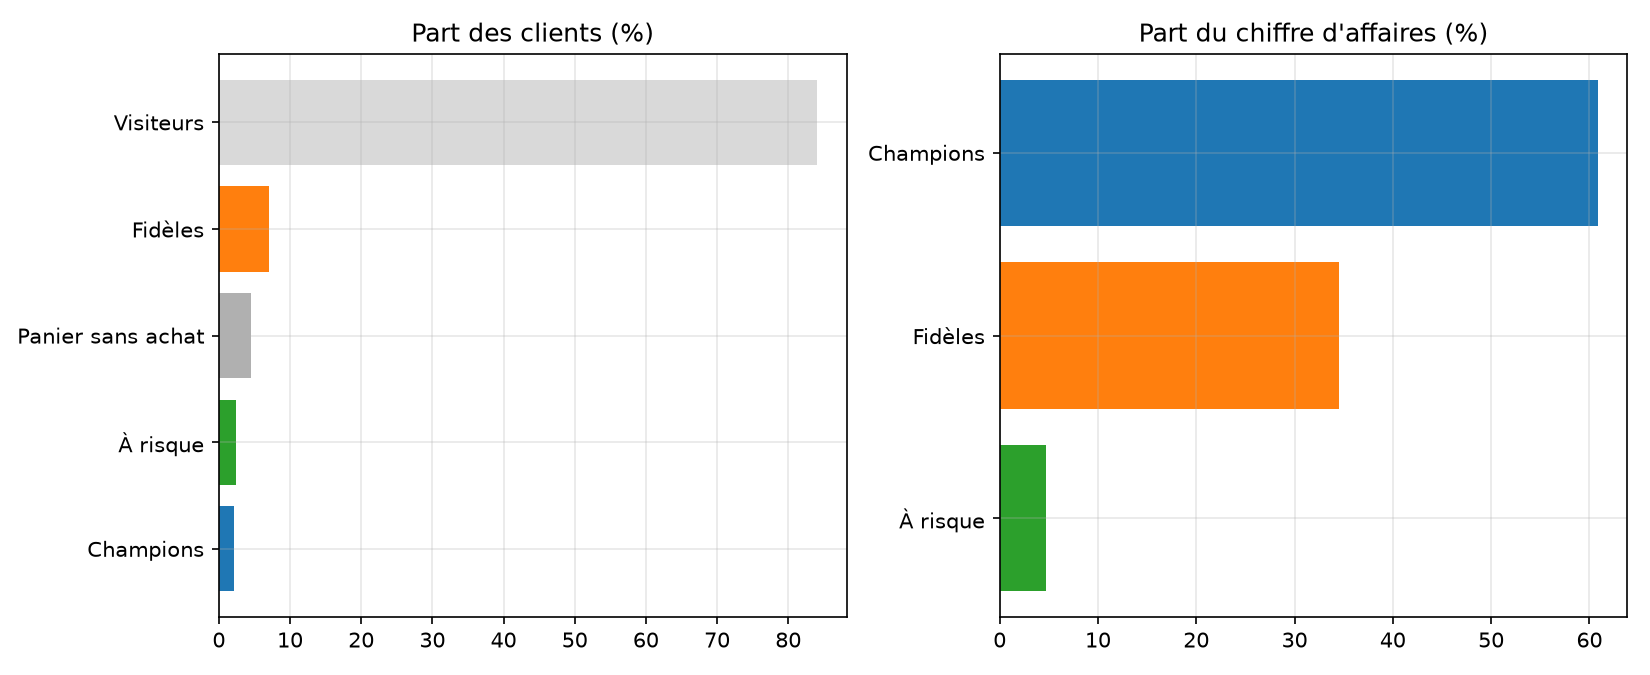 Part des clients (%)
Visiteurs
Fidèles
Panier sans achat
À risque
Champions
0 10 20 30 40 50 60 70 80
Part du chiffre d'affaires (%)
Champions
Fidèles
À risque
0 10 20 30 40 50 60